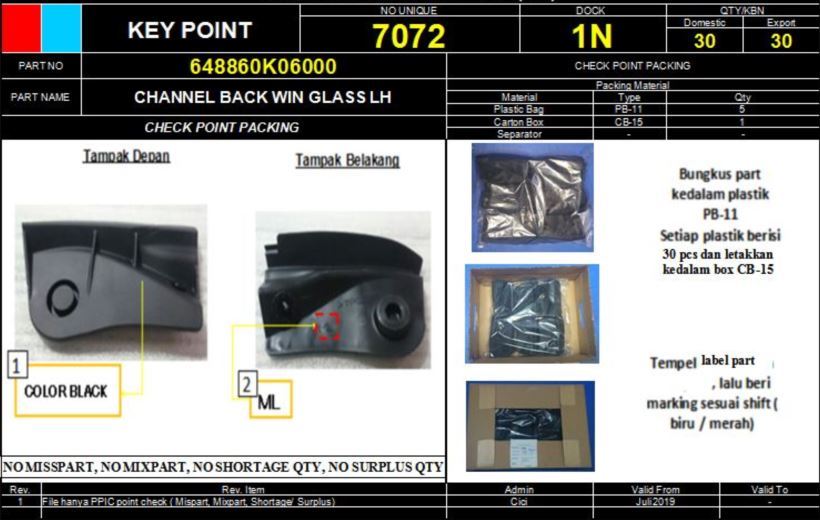 KEY POINT
NO UNIQUE
7072
DOCK
1N
QTY/KBN
Domestic
Export
30
30
PART NO
648860K06000
CHECK POINT PACKING
PART NAME
CHANNEL BACK WIN GLASS LH
Packing Material
Material
Type
Qty
Plastic Bag
PB-11
5
Carton Box
CB-15
1
Separator
-
-
CHECK POINT PACKING
Tampak Depan
Tampak Belakang
1
COLOR BLACK
2
ML
Bungkus part
kedalam plastik
PB-11
Setiap plastik berisi
30 pcs dan letakkan
kedalam box CB-15
Tempel label part
, lalu beri
marking sesuai shift (
biru / merah)
NO MISSPART, NO MIXPART, NO SHORTAGE QTY, NO SURPLUS QTY
Rev.
Rev. Item
Admin
Valid From
Valid To
1
File hanya PPIC point check ( Mispart, Mixpart, Shortage/ Surplus)
Cici
Juli 2019
-